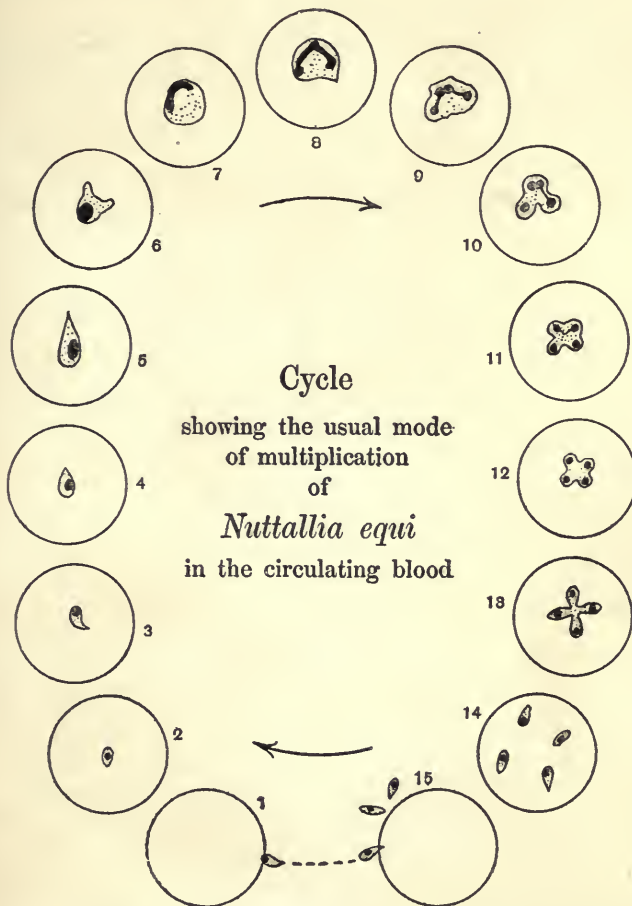 8
7
9
6
10
5
11
Cycle
showing the usual mode
of multiplication
of
Nuttallia equi
in the circulating blood
4
12
3
13
2
14
1
15